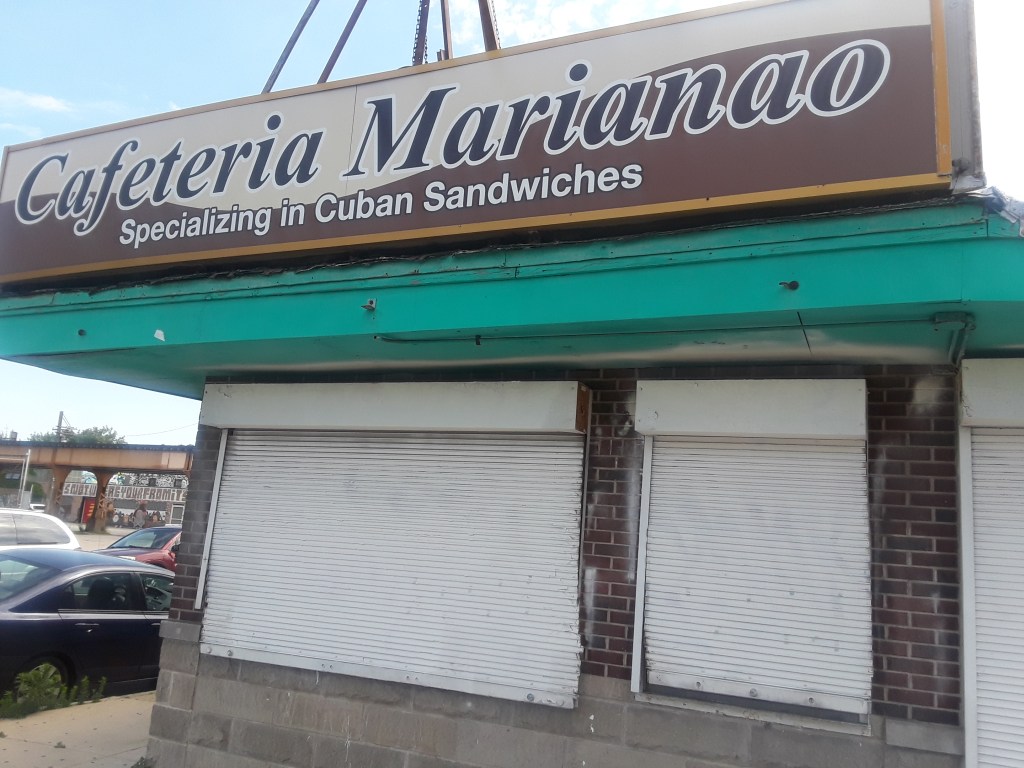 Cafeteria Marianao
Specializing in Cuban Sandwiches